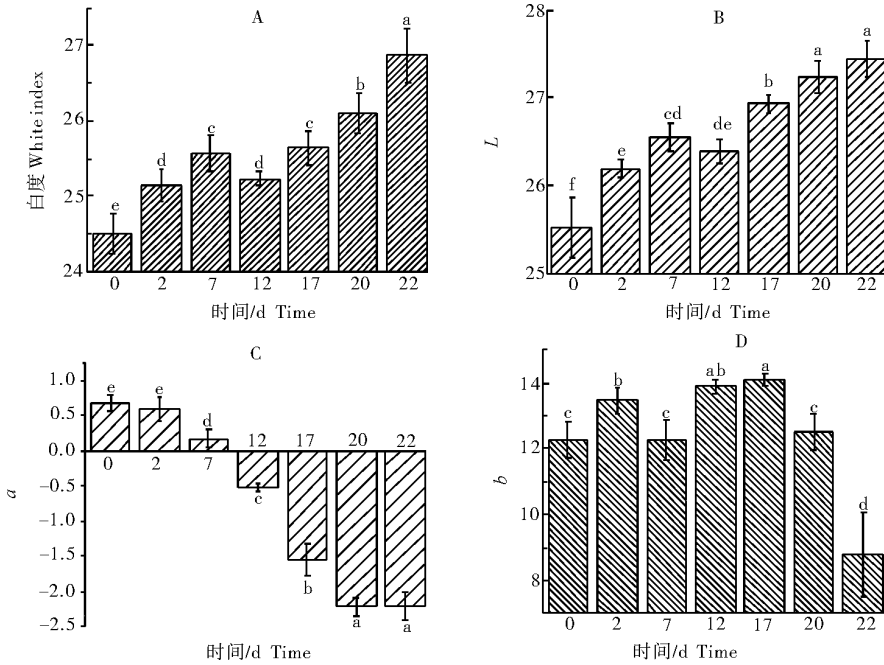 A
白度 White index
27
26
25
24
e
d
c
d
c
b
a
0 2 7 12 17 20 22
时间/d Time
B
L
28
27
26
25
f
e
cd
de
b
a
a
0 2 7 12 17 20 22
时间/d Time
C
a
1.0
0.5
0.0
−0.5
−1.0
−1.5
−2.0
−2.5
e
e
d
12 17 20 22
0 2 7
c
b
a
a
时间/d Time
D
b
14
12
10
8
c
b
c
ab
a
c
d
0 2 7 12 17 20 22
时间/d Time